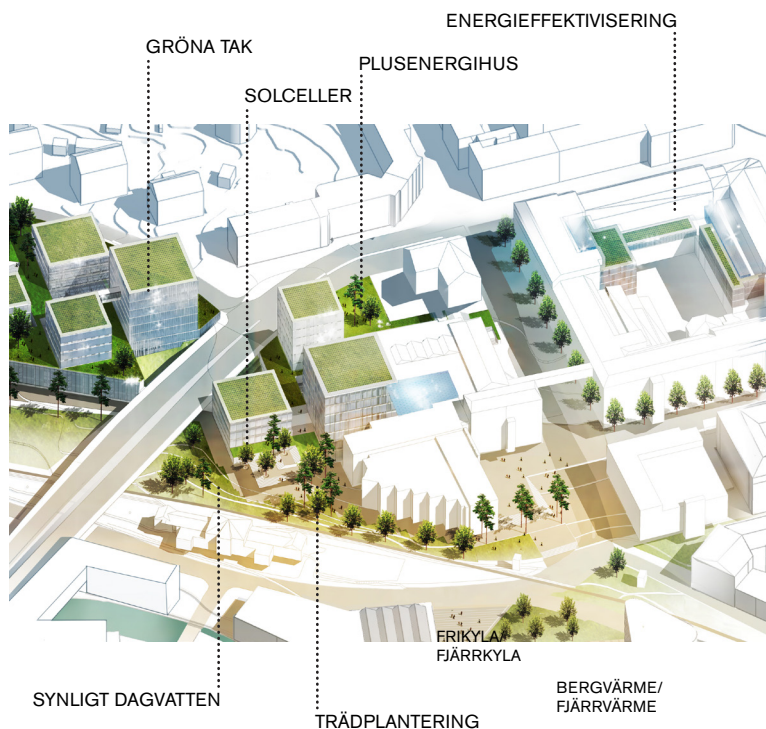 ENERGIEFFEKTIVISERING
GRÖNA TAK
PLUSENERGIHUS
SOLCELLER
FRIKYLA/
FJÄRRKYLA
BERGVÄRME/
FJÄRRVÄRME
SYNLIGT DAGVATTEN
TRÄDPLANTERING